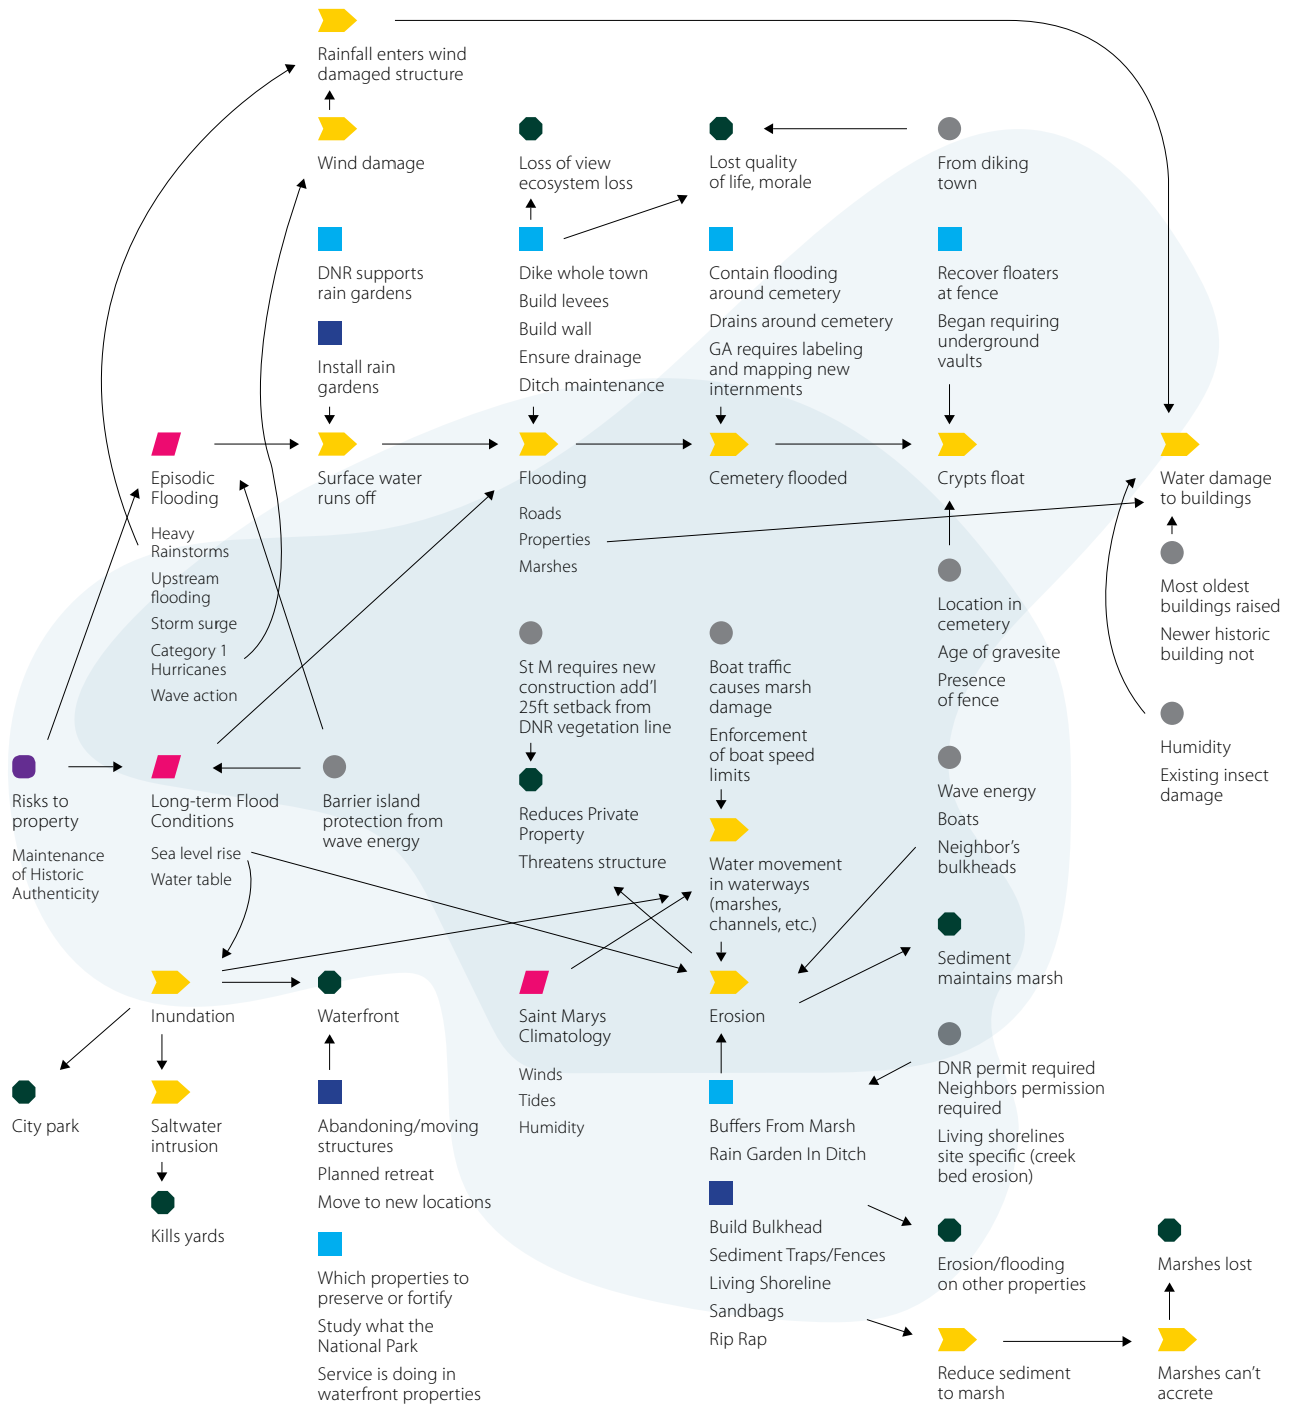 Rainfall enters wind
damaged structure
Wind damage
Loss of view
ecosystem loss
Lost quality
of life, morale
From diking
town
DNR supports
rain gardens
Install rain
gardens
Dike whole town
Build levees
Build wall
Ensure drainage
Ditch maintenance
Contain flooding
around cemetery
Drains around cemetery
GA requires labeling
and mapping new
internments
Recover floaters
at fence
Began requiring
underground
vaults
Episodic
Flooding
Heavy
Rainstorms
Upstream
flooding
Storm surge
Category 1
Hurricanes
Wave action
Surface water
runs off
Flooding
Roads
Properties
Marshes
Cemetery flooded
Crypts float
Water damage
to buildings
Most oldest
buildings raised
Newer historic
building not
Location in
cemetery
Age of gravesite
Presence
of fence
St M requires new
construction add'l
25ft setback from
DNR vegetation line
Boat traffic
causes marsh
damage
Enforcement
of boat speed
limits
Humidity
Existing insect
damage
Risks to
property
Maintenance
of Historic
Authenticity
Long-term Flood
Conditions
Sea level rise
Water table
Barrier island
protection from
wave energy
Reduces Private
Property
Threatens structure
Water movement
in waterways
(marshes,
channels, etc.)
Wave energy
Boats
Neighbor's
bulkheads
Sediment
maintains marsh
Inundation
Waterfront
Saint Marys
Climatology
Winds
Tides
Humidity
Erosion
DNR permit required
Neighbors permission
required
Living shorelines
site specific (creek
bed erosion)
City park
Saltwater
intrusion
Kills yards
Abandoning/moving
structures
Planned retreat
Move to new locations
Which properties to
preserve or fortify
Study what the
National Park
Service is doing in
waterfront properties
Buffers From Marsh
Rain Garden In Ditch
Build Bulkhead
Sediment Traps/Fences
Living Shoreline
Sandbags
Rip Rap
Erosion/flooding
on other properties
Marshes lost
Reduce sediment
to marsh
Marshes can't
accrete